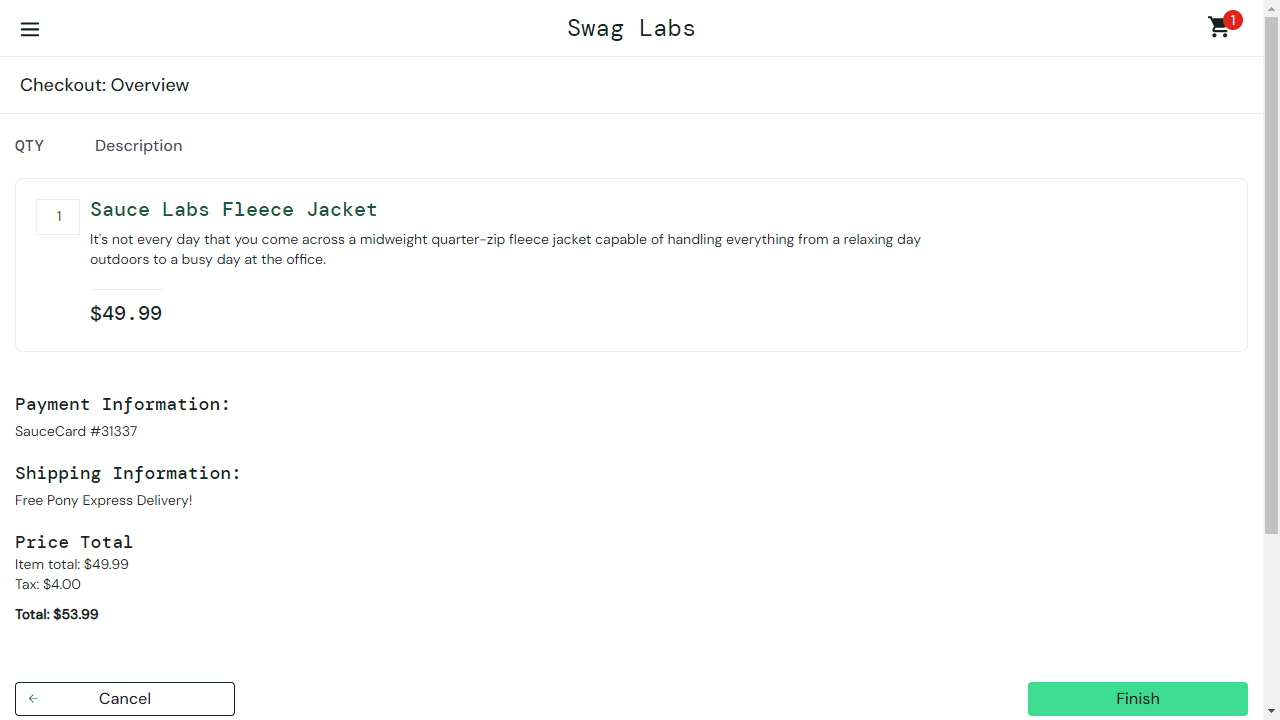 Swag Labs
1
Checkout: Overview
QTY Description
1
Sauce Labs Fleece Jacket
It's not every day that you come across a midweight quarter-zip fleece jacket capable of handling everything from a relaxing day
outdoors to a busy day at the office.
$49.99
Payment Information:
SauceCard #31337
Shipping Information:
Free Pony Express Delivery!
Price Total
Item total: $49.99
Tax: $4.00
Total: $53.99
Cancel
Finish